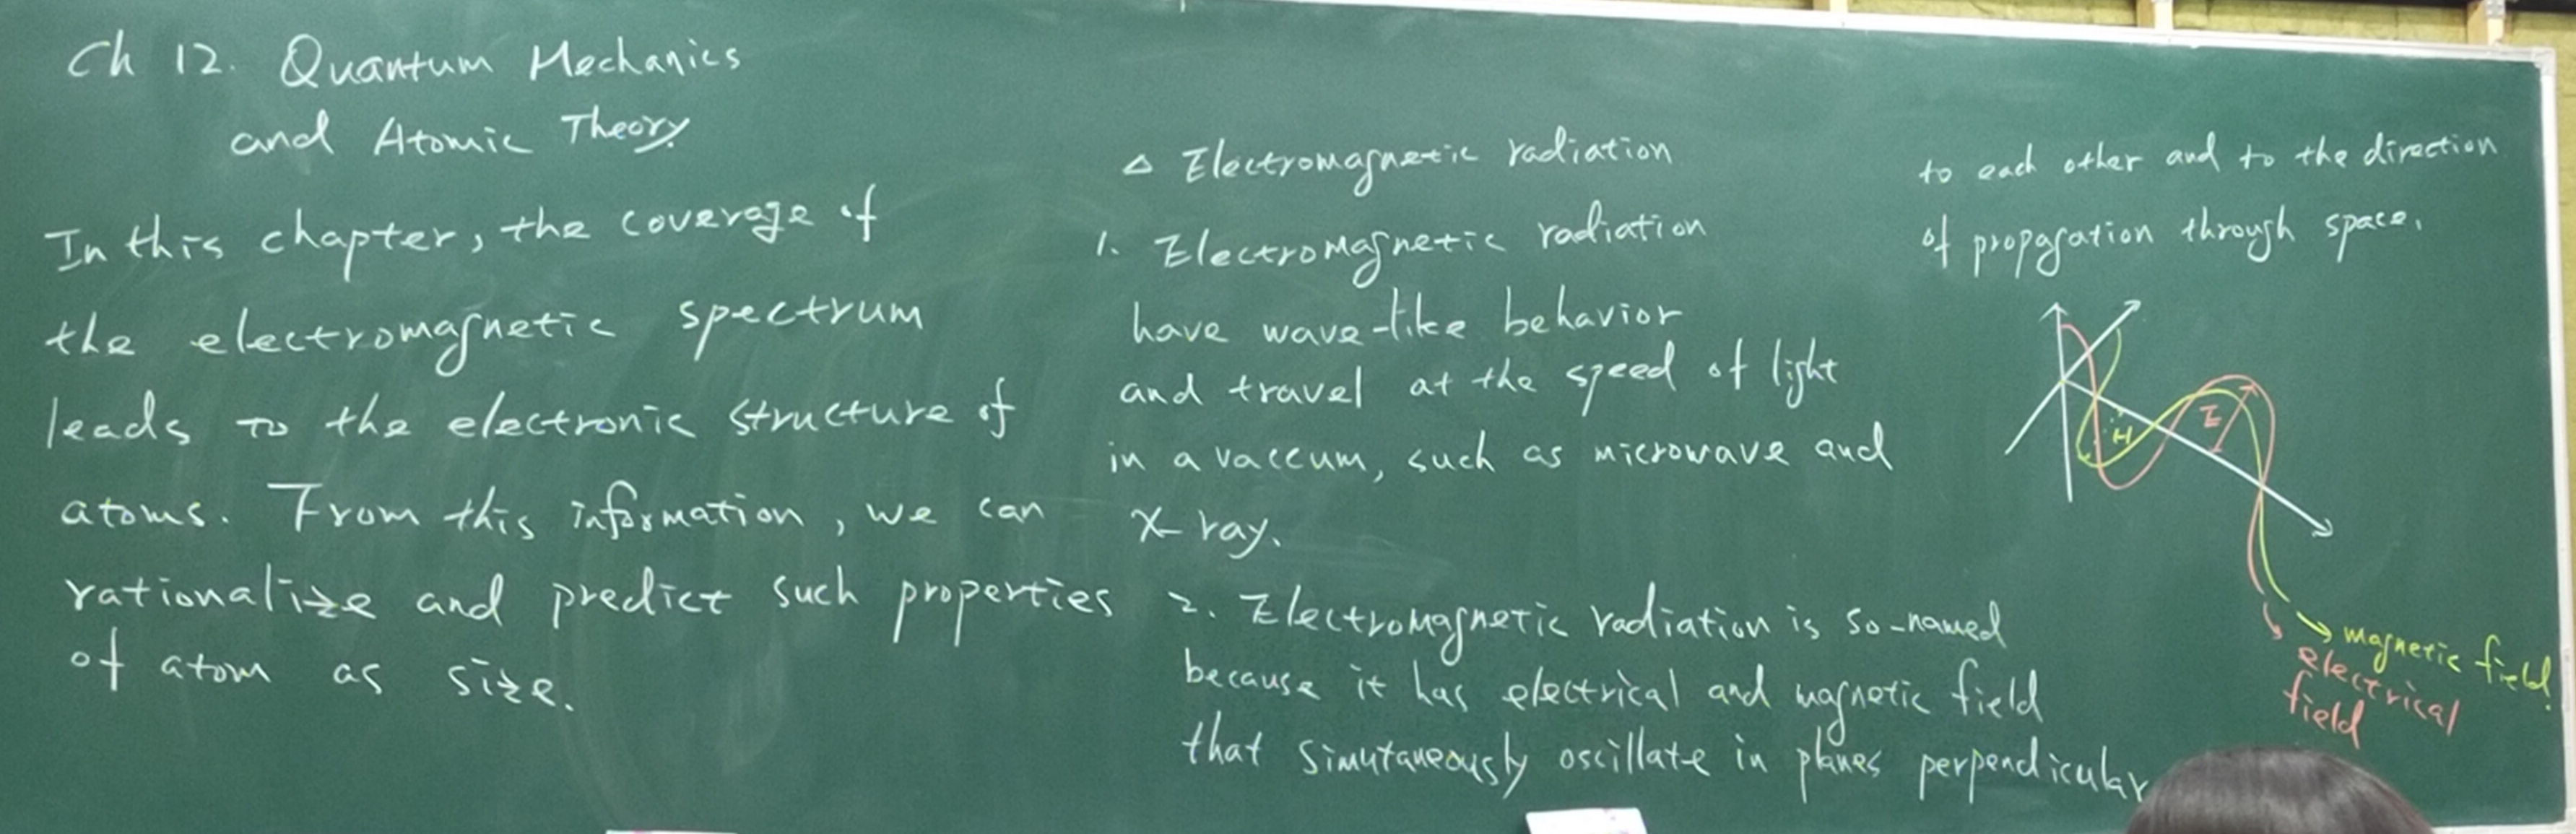 Ch 12. Quantum Mechanics
and Atomic Theory.
In this chapter, the coverage of
the electromagnetic spectrum
leads to the electronic structure of
atoms. From this information, we can
rationalize and predict such properties
of atom as size.
△ Electromagnetic radiation
1. Electromagnetic radiation
have wave-like behavior
and travel at the speed of light
in a vaccum, such as microwave and
X-ray.
2. Electromagnetic radiation is so-named
because it has electrical and magnetic field
that simutaneously oscillate in planes perpendicular
to each other and to the direction
of propagation through space.
E
H
magnetic field.
electrical
field